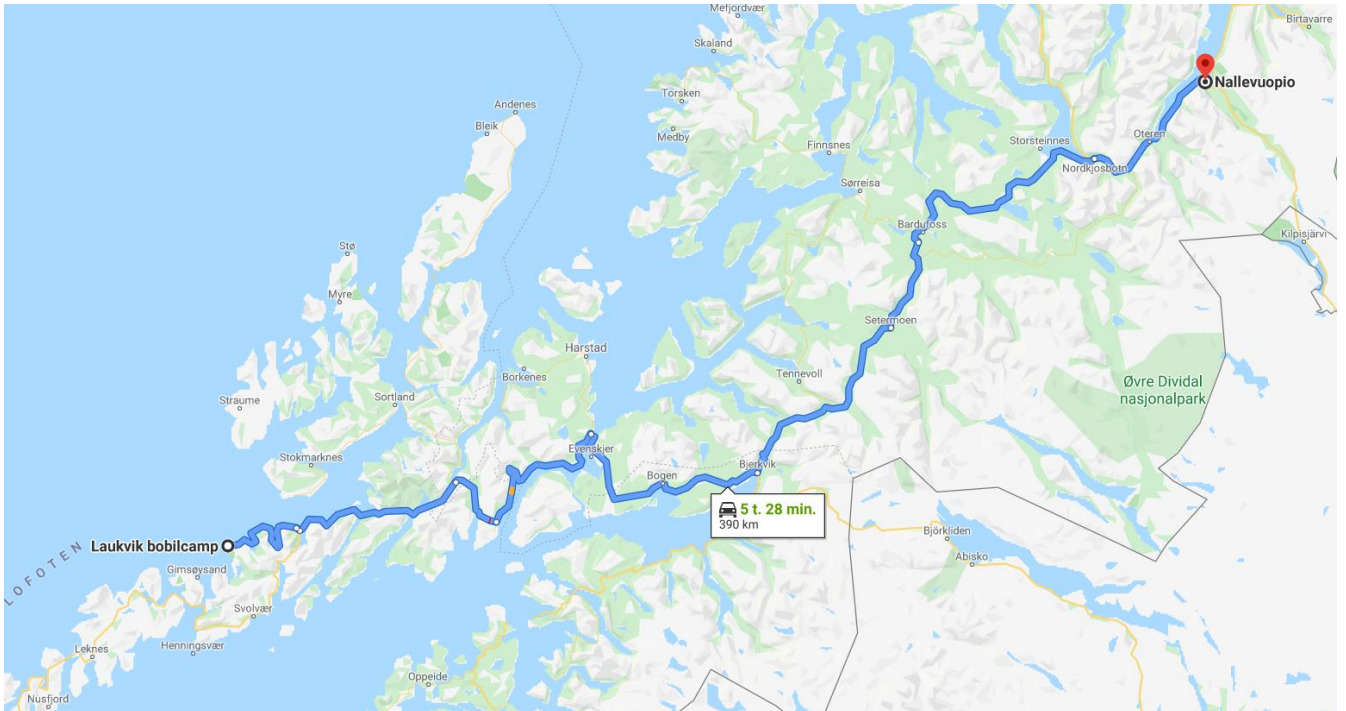 Mefjordvær
Birtavarre
Skaland
Nallevuopio
Torsken
Andenes
Bleik
Medby
Finnsnes
Storsteinnes
Oteren
Nordkjosbotn
Sørreisa
Bardufoss
Kilpisjärvi
Stø
Myre
Setermoen
Harstad
Borkenes
Tennevoll
Øvre Dividal
nasjonalpark
Straume
Sortland
Evenskjer
Stokmarknes
Bogen
Bjerkvik
5 t. 28 min.
390 km
Laukvik bobilcamp
Björkliden
Abisko
LOFOTEN
Gimsøysand
Svolvær
Henningsvær
Leknes
Oppeide
Nusfjord